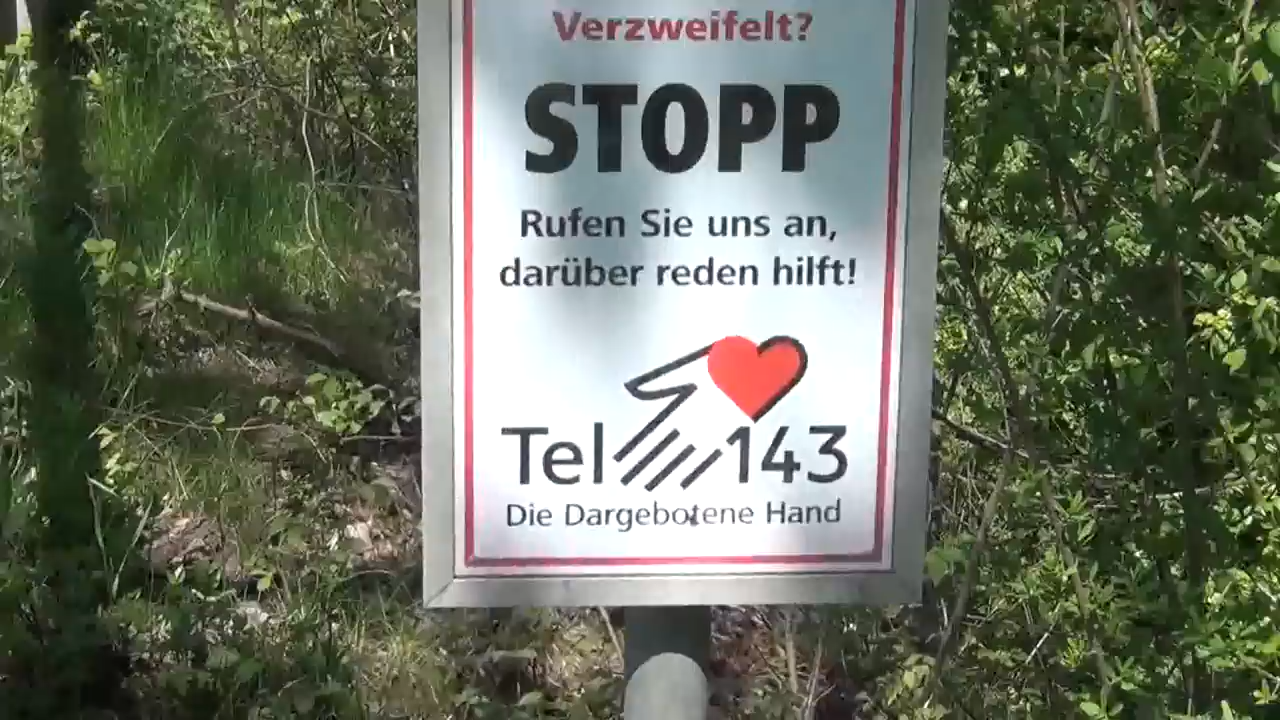 Verzweifelt?
STOPP
Rufen Sie uns an,
darüber reden hilft!
Tel 143
Die Dargebotene Hand